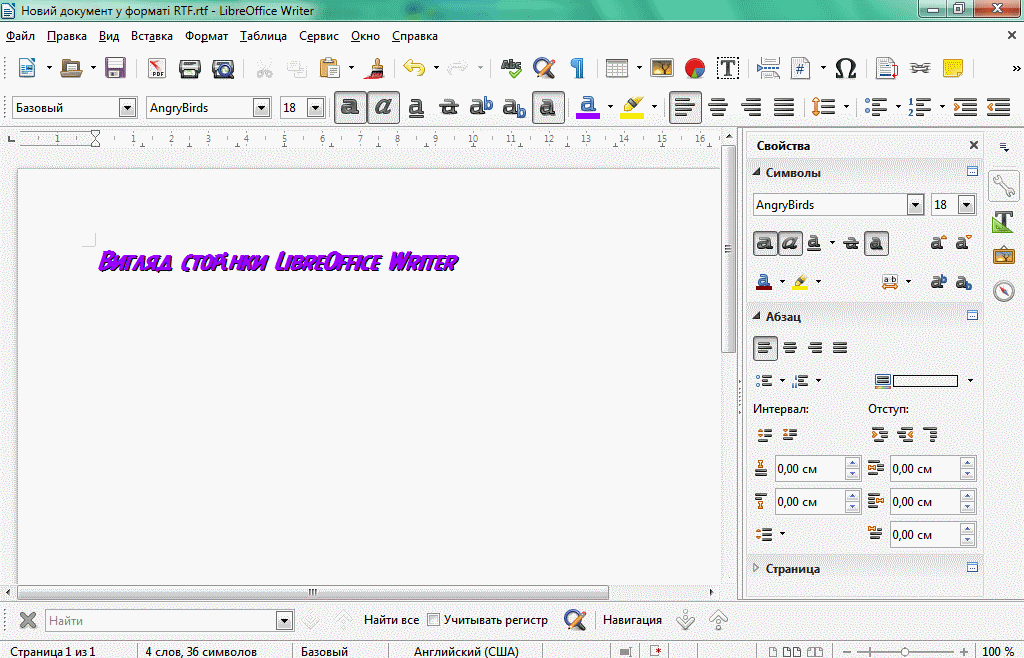 Новий документ у форматі RTF.rtf - LibreOffice Writer
Файл Правка Вид Вставка Формат Таблица Сервис Окно Справка
Базовый AngryBirds 18
1 1 2 3 4 5 6 7 8 9 10 11 12 13 14 15 16
Вигляд сторінки LibreOffice Writer
Свойства
Символы
AngryBirds 18
Абзац
Интервал: Отступ:
0,00 см 0,00 см
0,00 см 0,00 см
0,00 см
Страница
Найти Найти все Учитывать регистр Навигация
Страница 1 из 1 4 слов, 36 символов Базовый Английский (США) 100 %